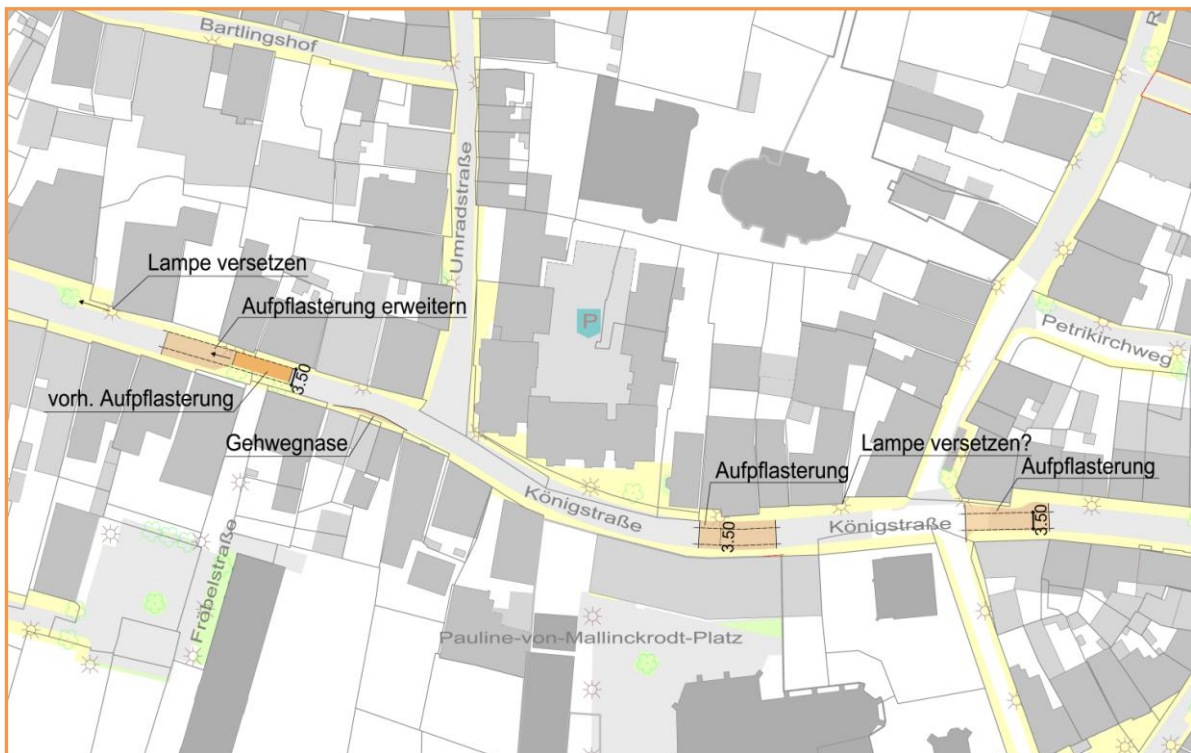 Bartlingshof
R
Umradstraße
Lampe versetzen
Aufpflasterung erweitern
P
Petrikirchweg
3.50
vorh. Aufpflasterung
Gehwegnase
Lampe versetzen?
Aufpflasterung
Aufpflasterung
Königstraße
Königstraße
3.50
3.50
Fröbelstraße
Pauline-von-Mallinckrodt-Platz